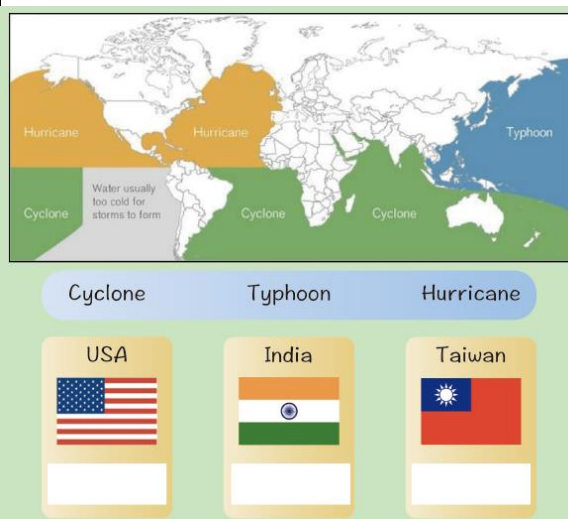 Hurricane
Hurricane
Typhoon
Cyclone
Water usually
too cold for
storms to form
Cyclone
Cyclone
Cyclone
Typhoon
Hurricane
USA
India
Taiwan